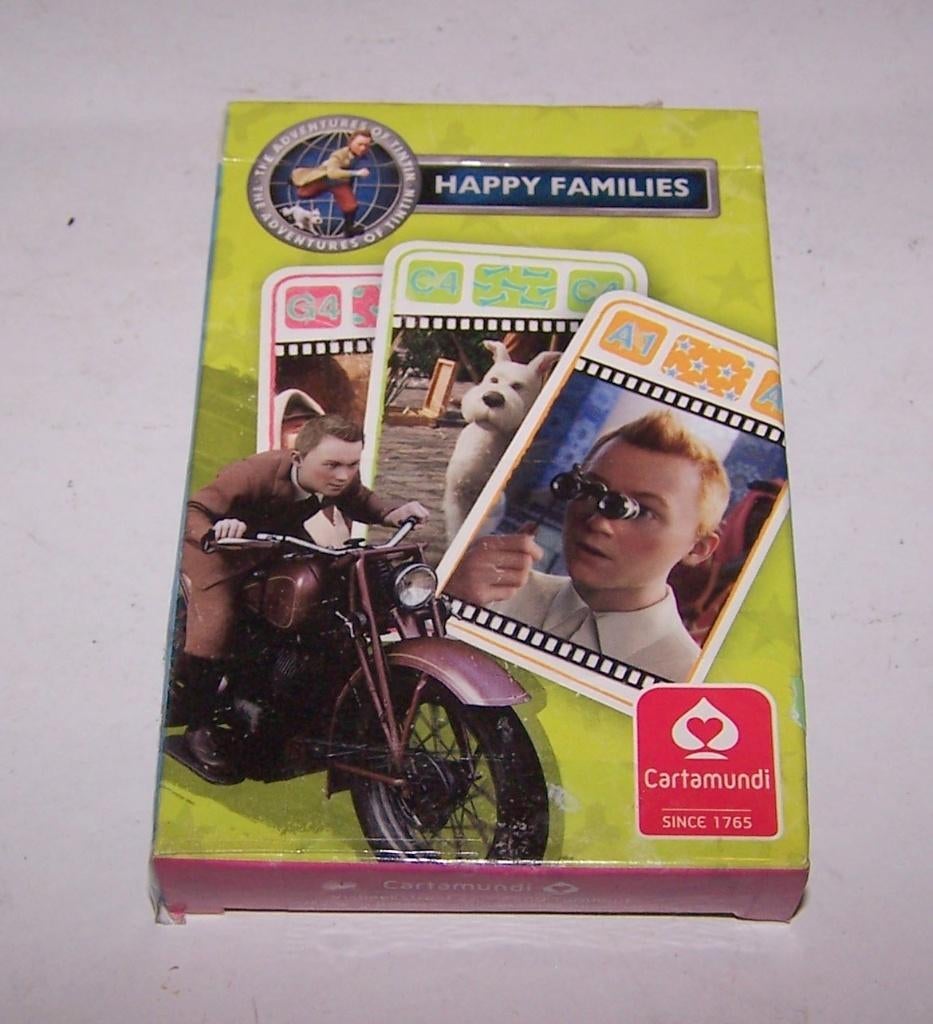 THE ADVENTURES OF TINTIN
THE ADVENTURES OF TINTIN
HAPPY FAMILIES
G4
C4
C4
A1
A
Cartamundi
SINCE 1765
Cartamundi